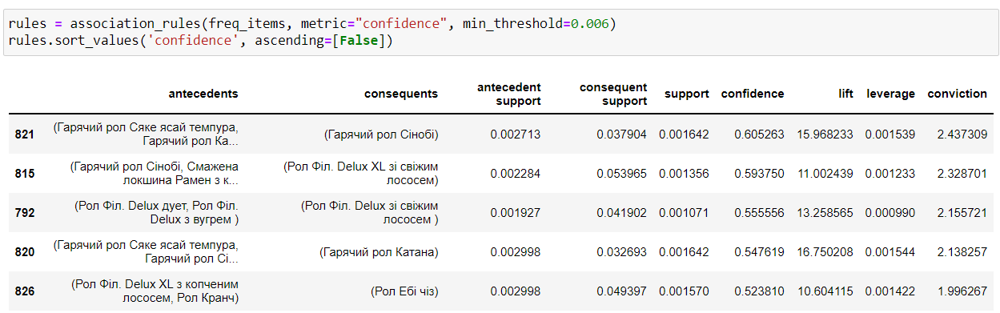 rules = association_rules(freq_items, metric="confidence", min_threshold=0.006)
rules.sort_values('confidence', ascending=[False])
antecedents consequents antecedent support consequent support support confidence lift leverage conviction
821 (Гарячий рол Сяке ясай темпура, Гарячий рол Ка... (Гарячий рол Сінобі) 0.002713 0.037904 0.001642 0.605263 15.968233 0.001539 2.437309
815 (Гарячий рол Сінобі, Смажена локшина Рамен з к... (Рол Філ. Delux XL зі свіжим лососем) 0.002284 0.053965 0.001356 0.593750 11.002439 0.001233 2.328701
792 (Рол Філ. Delux дует, Рол Філ. Delux з вугрем ) (Рол Філ. Delux зі свіжим лососем ) 0.001927 0.041902 0.001071 0.555556 13.258565 0.000990 2.155721
820 (Гарячий рол Сяке ясай темпура, Гарячий рол Сі... (Гарячий рол Катана) 0.002998 0.032693 0.001642 0.547619 16.750208 0.001544 2.138257
826 (Рол Філ. Delux XL з копченим лососем, Рол Кранч) (Рол Ебі чіз) 0.002998 0.049397 0.001570 0.523810 10.604115 0.001422 1.996267